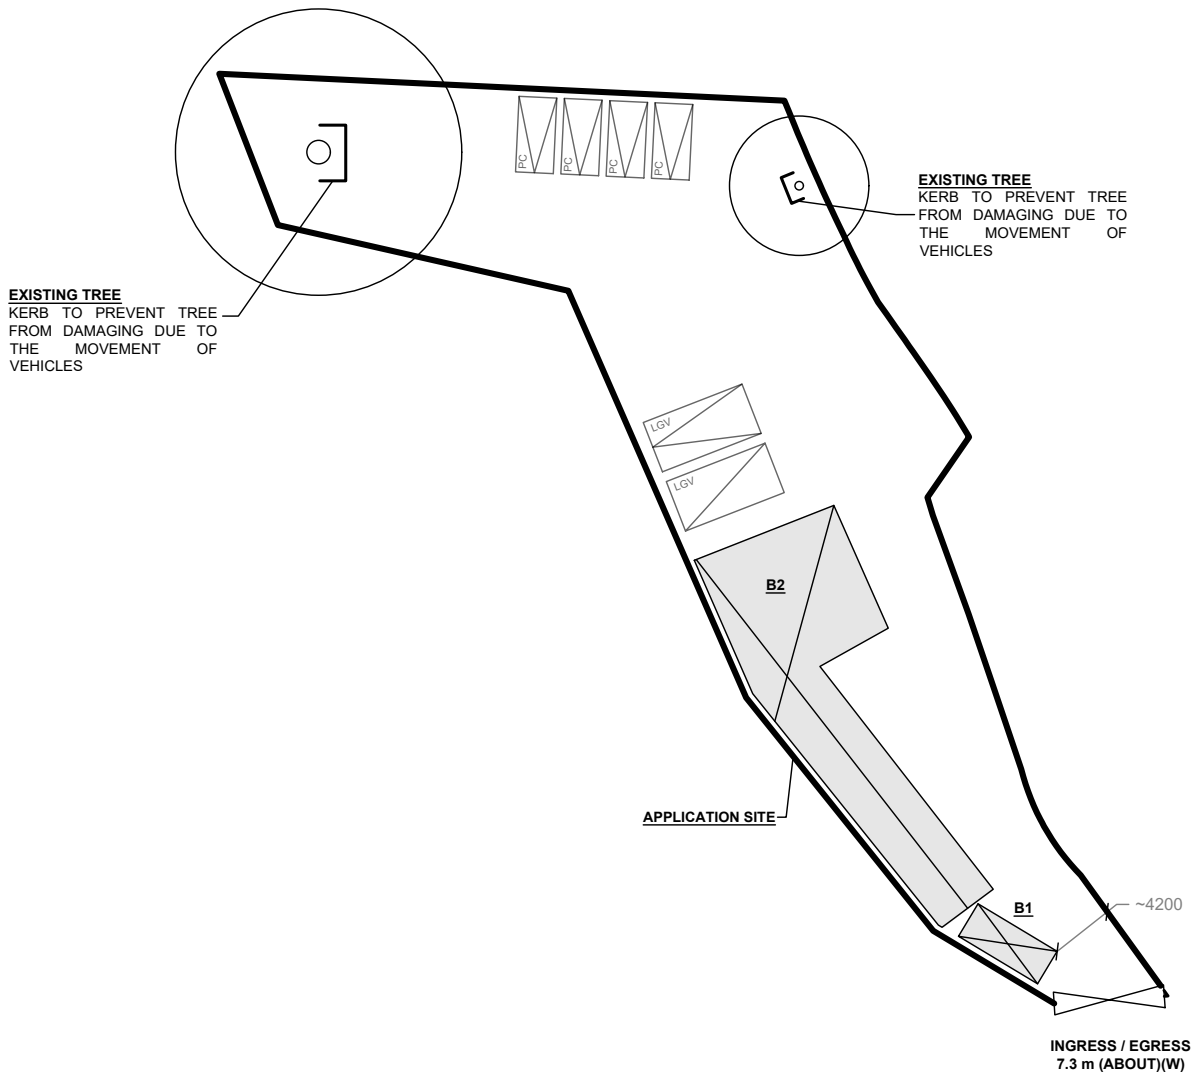 PC
PC
PC
PC
EXISTING TREE
KERB TO PREVENT TREE
FROM DAMAGING DUE TO
THE MOVEMENT OF
VEHICLES
EXISTING TREE
KERB TO PREVENT TREE
FROM DAMAGING DUE TO
THE MOVEMENT OF
VEHICLES
LGV
LGV
B2
APPLICATION SITE
B1
~4200
INGRESS / EGRESS
7.3 m (ABOUT)(W)